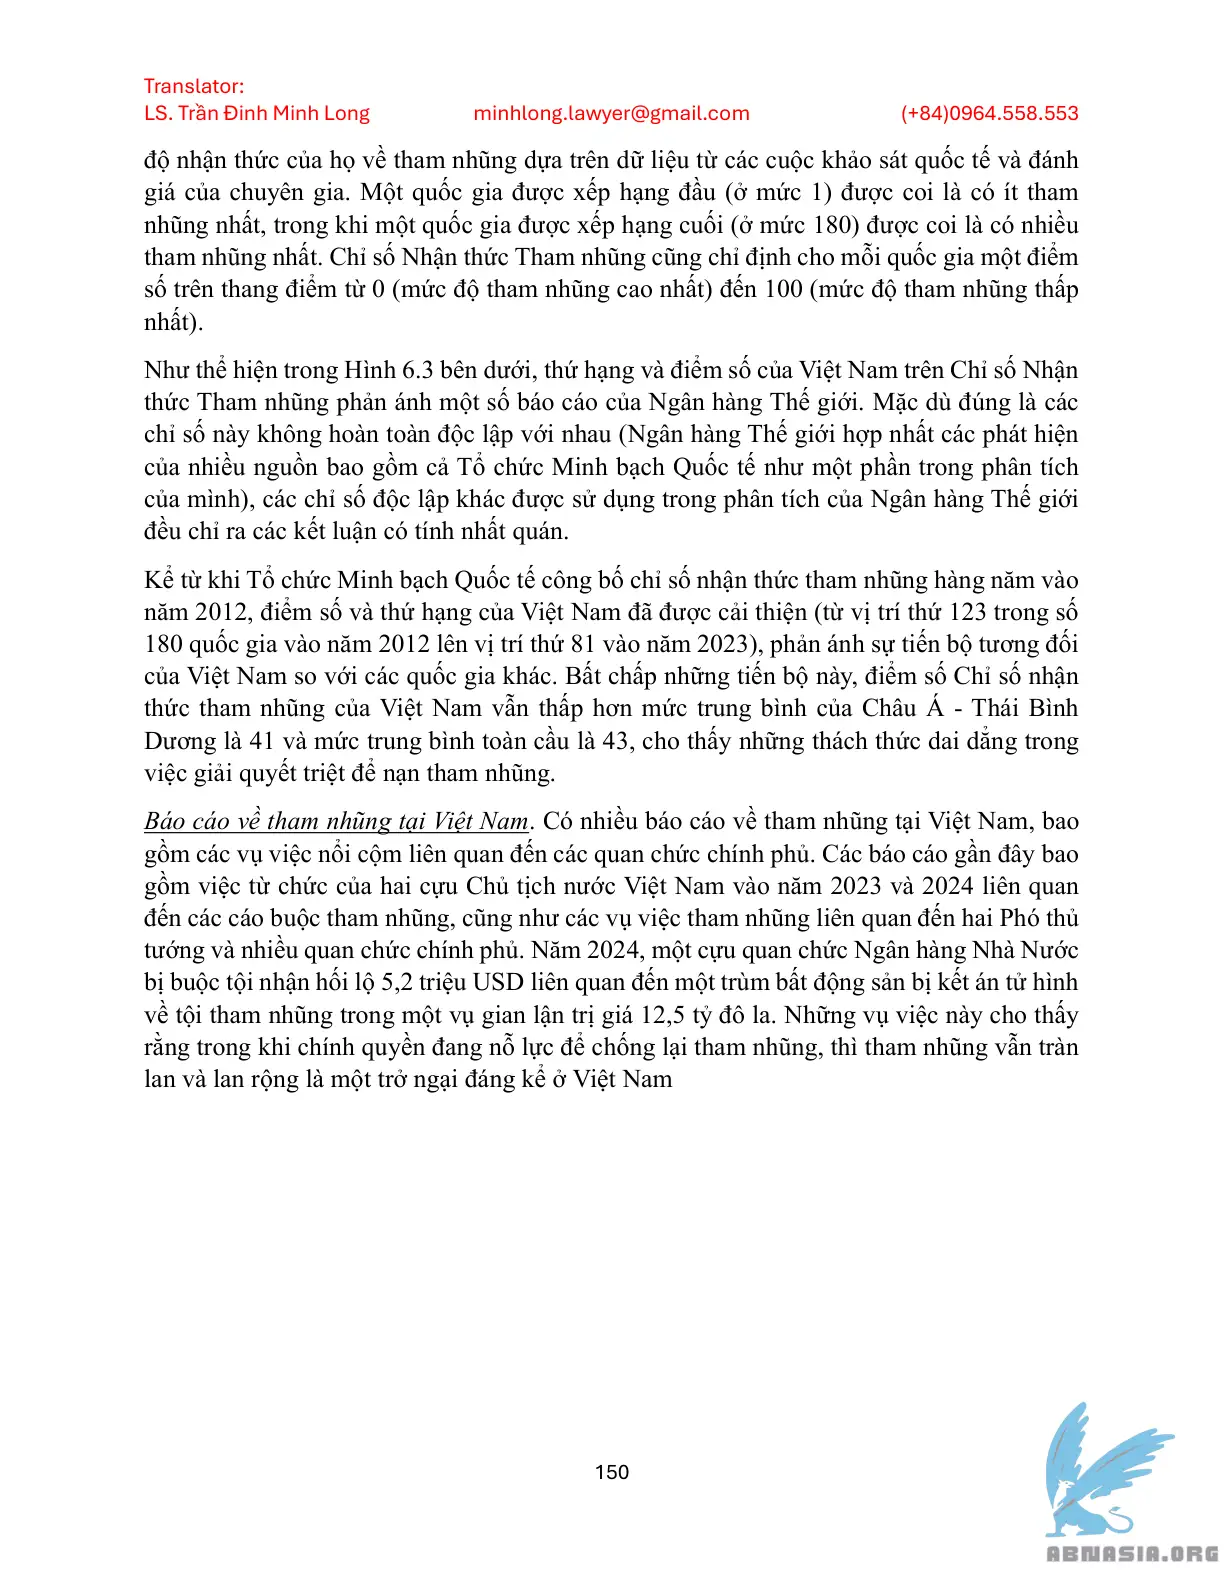 Translator:
LS. Trần Đình Minh Long minhlong.lawyer@gmail.com (+84)0964.558.553
độ nhận thức của họ về tham nhũng dựa trên dữ liệu từ các cuộc khảo sát quốc tế và đánh
giá của chuyên gia. Một quốc gia được xếp hạng đầu (ở mức 1) được coi là có ít tham
nhũng nhất, trong khi một quốc gia được xếp hạng cuối (ở mức 180) được coi là có nhiều
tham nhũng nhất. Chỉ số Nhận thức Tham nhũng cũng chỉ định cho mỗi quốc gia một điểm
số trên thang điểm từ 0 (mức độ tham nhũng cao nhất) đến 100 (mức độ tham nhũng thấp
nhất).
Như thể hiện trong Hình 6.3 bên dưới, thứ hạng và điểm số của Việt Nam trên Chỉ số Nhận
thức Tham nhũng phản ánh một số báo cáo của Ngân hàng Thế giới. Mặc dù đúng là các
chỉ số này không hoàn toàn độc lập với nhau (Ngân hàng Thế giới hợp nhất các phát hiện
của nhiều nguồn bao gồm cả Tổ chức Minh bạch Quốc tế như một phần trong phân tích
của mình), các chỉ số độc lập khác được sử dụng trong phân tích của Ngân hàng Thế giới
đều chỉ ra các kết luận có tính nhất quán.
Kể từ khi Tổ chức Minh bạch Quốc tế công bố chỉ số nhận thức tham nhũng hàng năm vào
năm 2012, điểm số và thứ hạng của Việt Nam đã được cải thiện (từ vị trí thứ 123 trong số
180 quốc gia vào năm 2012 lên vị trí thứ 81 vào năm 2023), phản ánh sự tiến bộ tương đối
của Việt Nam so với các quốc gia khác. Bất chấp những tiến bộ này, điểm số Chỉ số nhận
thức tham nhũng của Việt Nam vẫn thấp hơn mức trung bình của Châu Á - Thái Bình
Dương là 41 và mức trung bình toàn cầu là 43, cho thấy những thách thức dai dẳng trong
việc giải quyết triệt để nạn tham nhũng.
Báo cáo về tham nhũng tại Việt Nam. Có nhiều báo cáo về tham nhũng tại Việt Nam, bao
gồm các vụ việc nổi cộm liên quan đến các quan chức chính phủ. Các báo cáo gần đây bao
gồm việc từ chức của hai cựu Chủ tịch nước Việt Nam vào năm 2023 và 2024 liên quan
đến các cáo buộc tham nhũng, cũng như các vụ việc tham nhũng liên quan đến hai Phó thủ
tướng và nhiều quan chức chính phủ. Năm 2024, một cựu quan chức Ngân hàng Nhà Nước
bị buộc tội nhận hối lộ 5,2 triệu USD liên quan đến một trùm bất động sản bị kết án tử hình
về tội tham nhũng trong một vụ gian lận trị giá 12,5 tỷ đô la. Những vụ việc này cho thấy
rằng trong khi chính quyền đang nỗ lực để chống lại tham nhũng, thì tham nhũng vẫn tràn
lan và lan rộng là một trở ngại đáng kể ở Việt Nam
150
ABNASIA.ORG